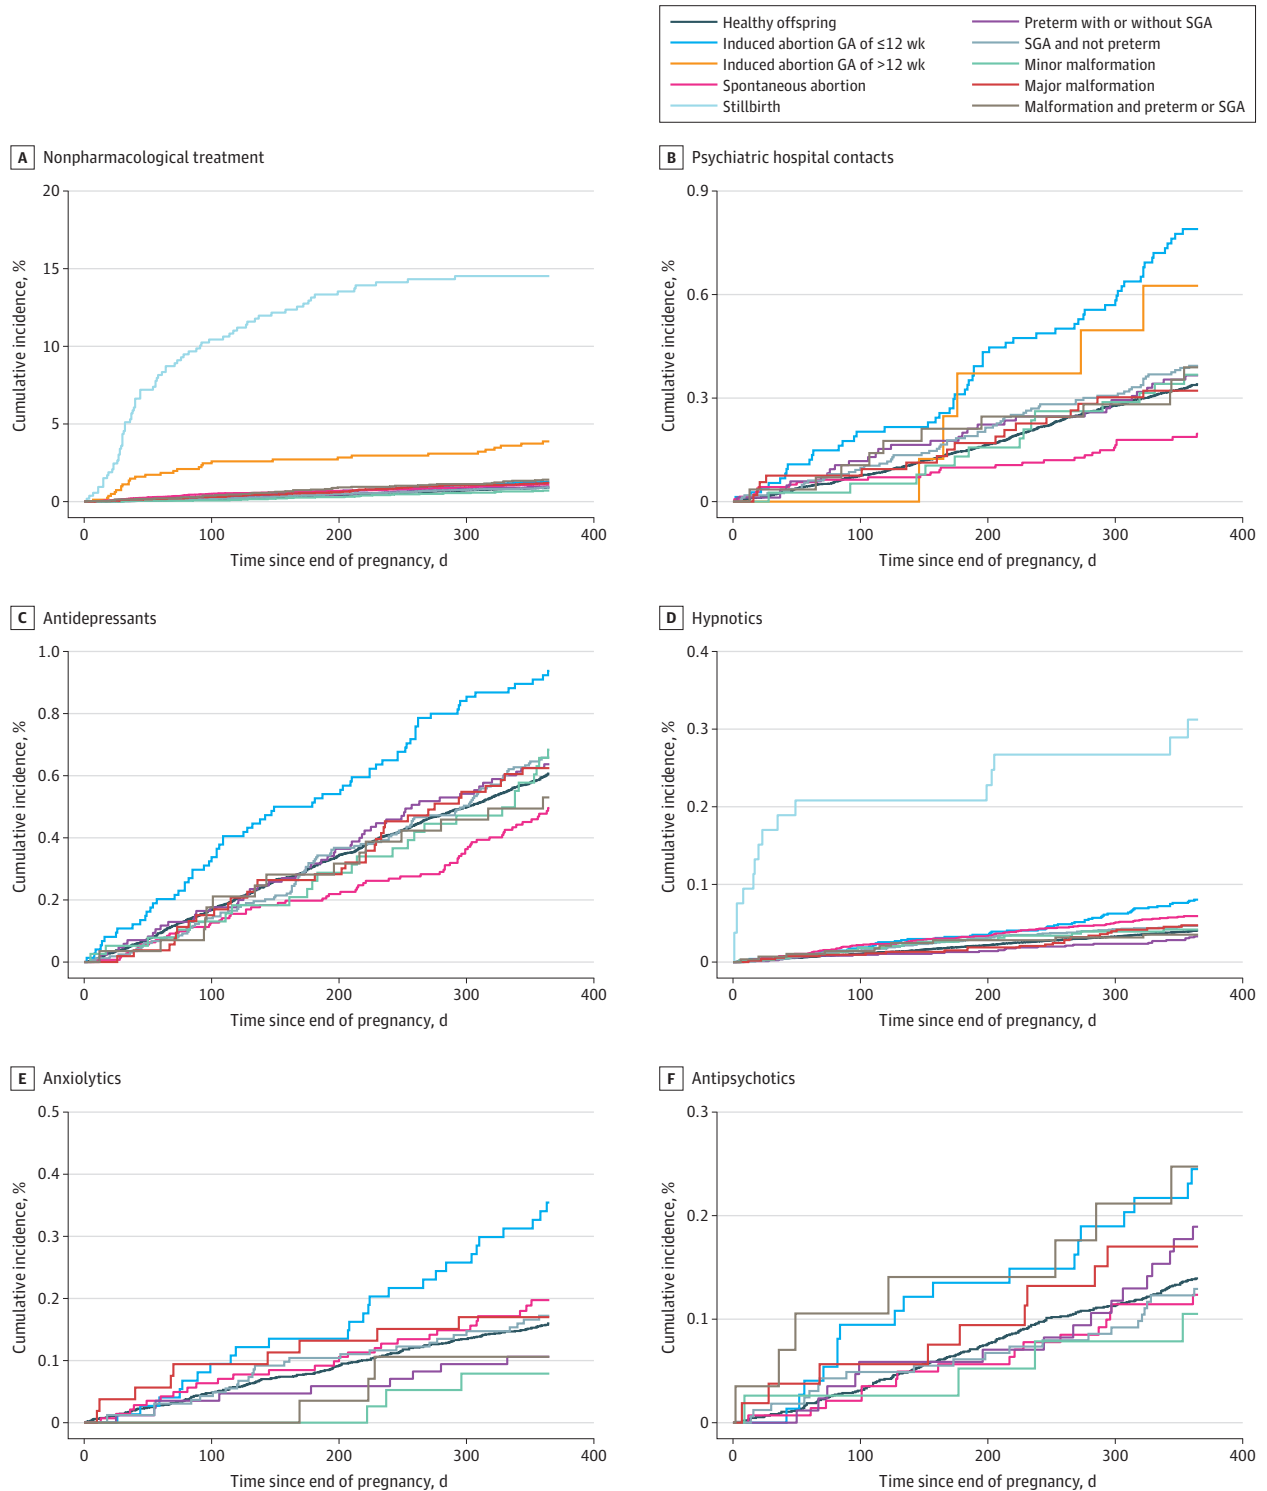 Healthy offspring
Induced abortion GA of ≤12 wk
Induced abortion GA of >12 wk
Spontaneous abortion
Stillbirth
Preterm with or without SGA
SGA and not preterm
Minor malformation
Major malformation
Malformation and preterm or SGA
A Nonpharmacological treatment
Cumulative incidence, %
20
15
10
5
0
0 100 200 300 400
Time since end of pregnancy, d
B Psychiatric hospital contacts
Cumulative incidence, %
0.9
0.6
0.3
0
0 100 200 300 400
Time since end of pregnancy, d
C Antidepressants
Cumulative incidence, %
1.0
0.8
0.6
0.4
0.2
0
0 100 200 300 400
Time since end of pregnancy, d
D Hypnotics
Cumulative incidence, %
0.4
0.3
0.2
0.1
0
0 100 200 300 400
Time since end of pregnancy, d
E Anxiolytics
Cumulative incidence, %
0.5
0.4
0.3
0.2
0.1
0
0 100 200 300 400
Time since end of pregnancy, d
F Antipsychotics
Cumulative incidence, %
0.3
0.2
0.1
0
0 100 200 300 400
Time since end of pregnancy, d